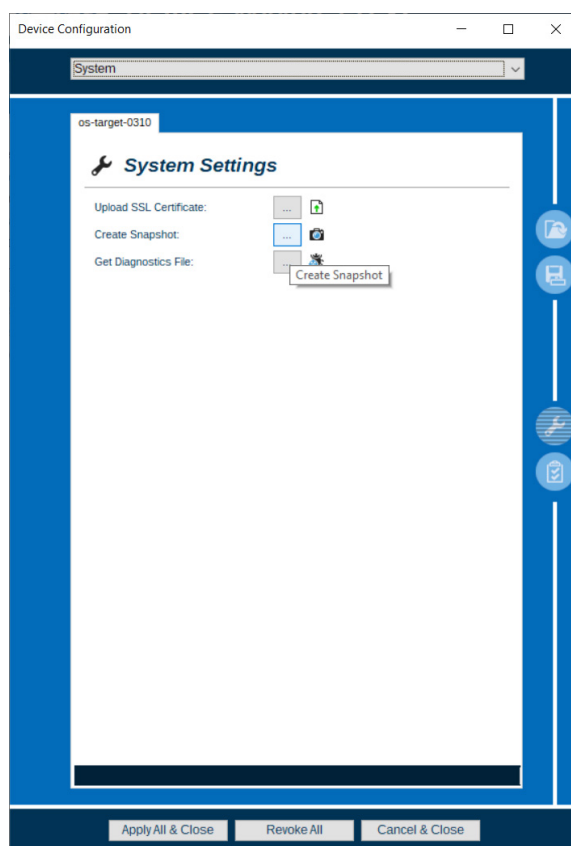 Device Configuration
System
os-target-0310
System Settings
Upload SSL Certificate:
...
Create Snapshot:
...
Get Diagnostics File:
...
Create Snapshot
Apply All & Close
Revoke All
Cancel & Close